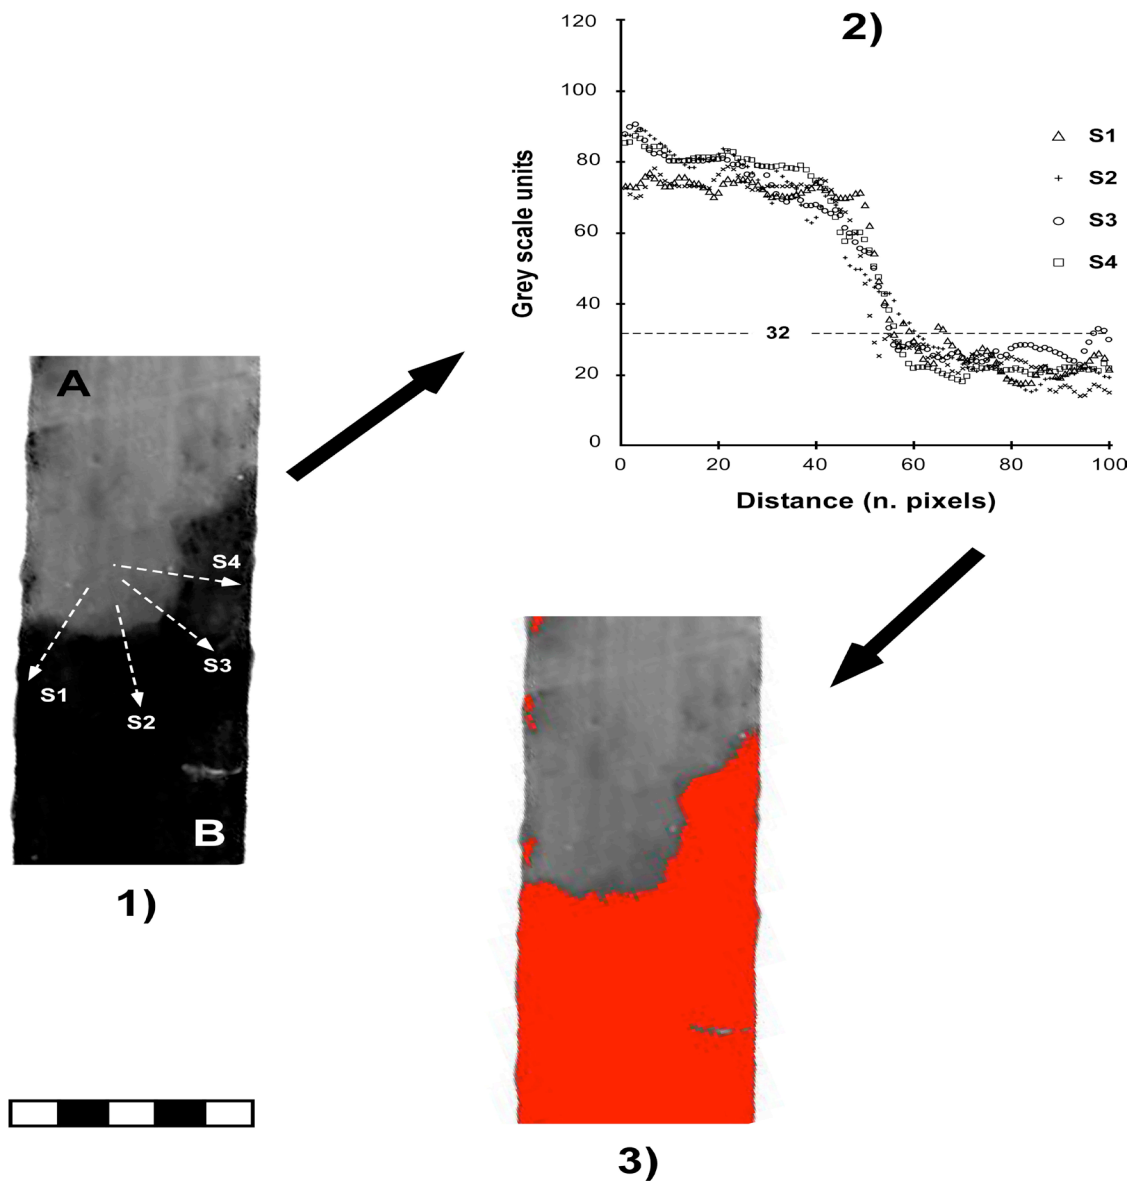 2)
120
100
80
60
40
20
0
Grey scale units
32
S1
S2
S3
S4
0 20 40 60 80 100
Distance (n. pixels)
A
S4
S3
S1
S2
B
1)
3)